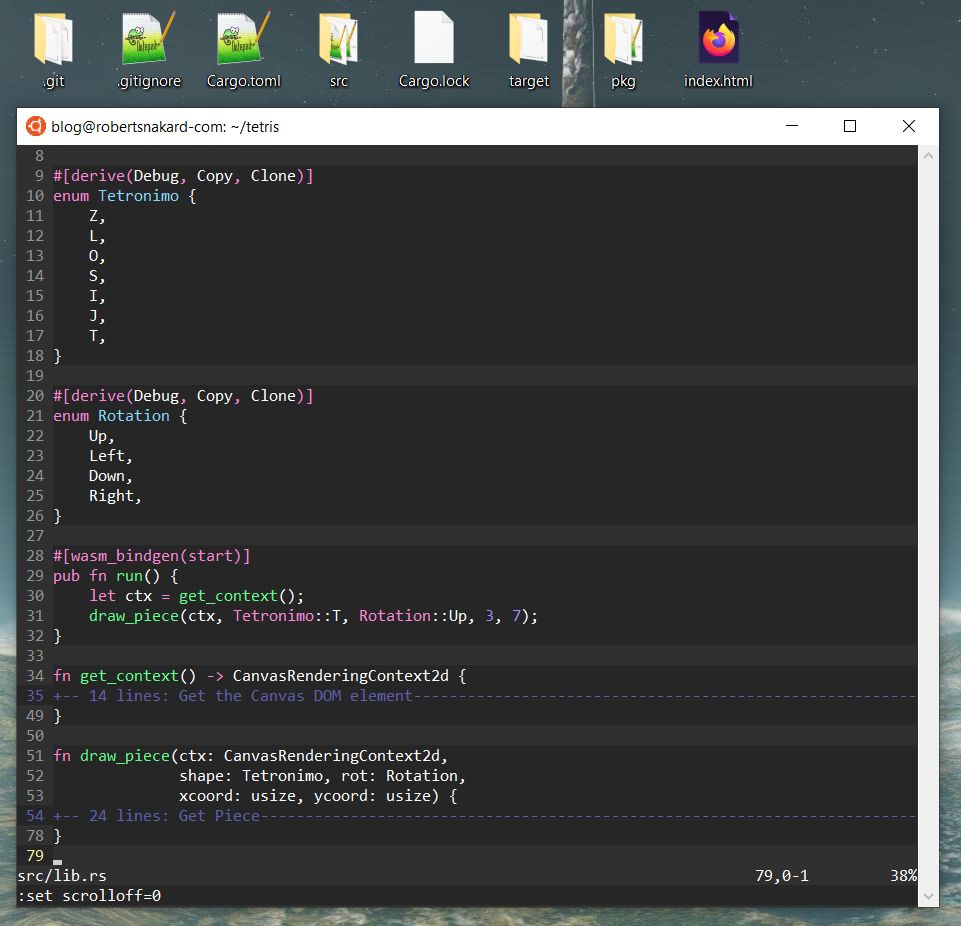 .git .gitignore Cargo.toml src Cargo.lock target pkg index.html
blog@robertsnakard-com: ~/tetris
8
9 #[derive(Debug, Copy, Clone)]
10 enum Tetronimo {
11     Z,
12     L,
13     O,
14     S,
15     I,
16     J,
17     T,
18 }
19
20 #[derive(Debug, Copy, Clone)]
21 enum Rotation {
22     Up,
23     Left,
24     Down,
25     Right,
26 }
27
28 #[wasm_bindgen(start)]
29 pub fn run() {
30     let ctx = get_context();
31     draw_piece(ctx, Tetronimo::T, Rotation::Up, 3, 7);
32 }
33
34 fn get_context() -> CanvasRenderingContext2d {
35 +-- 14 lines: Get the Canvas DOM element--------------------------------------------------------
49 }
50
51 fn draw_piece(ctx: CanvasRenderingContext2d,
52               shape: Tetronimo, rot: Rotation,
53               xcoord: usize, ycoord: usize) {
54 +-- 24 lines: Get Piece-------------------------------------------------------------------------
78 }
79
src/lib.rs 79,0-1 38%
:set scrolloff=0